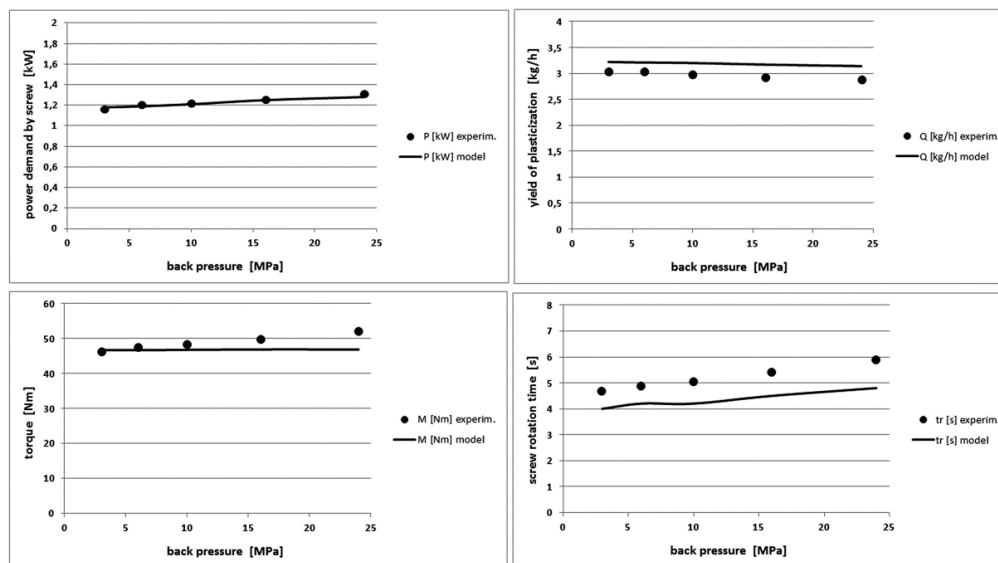 power demand by screw [kW]
2
1,8
1,6
1,4
1,2
1
0,8
0,6
0,4
0,2
0
0 5 10 15 20 25
back pressure [MPa]
P [kW] experim.
P [kW] model
yield of plasticization [kg/h]
4
3,5
3
2,5
2
1,5
1
0,5
0
0 5 10 15 20 25
back pressure [MPa]
Q [kg/h] experim.
Q [kg/h] model
torque [Nm]
60
50
40
30
20
10
0
0 5 10 15 20 25
back pressure [MPa]
M [Nm] experim.
M [Nm] model
screw rotation time [s]
8
7
6
5
4
3
2
1
0
0 5 10 15 20 25
back pressure [MPa]
tr [s] experim.
tr [s] model